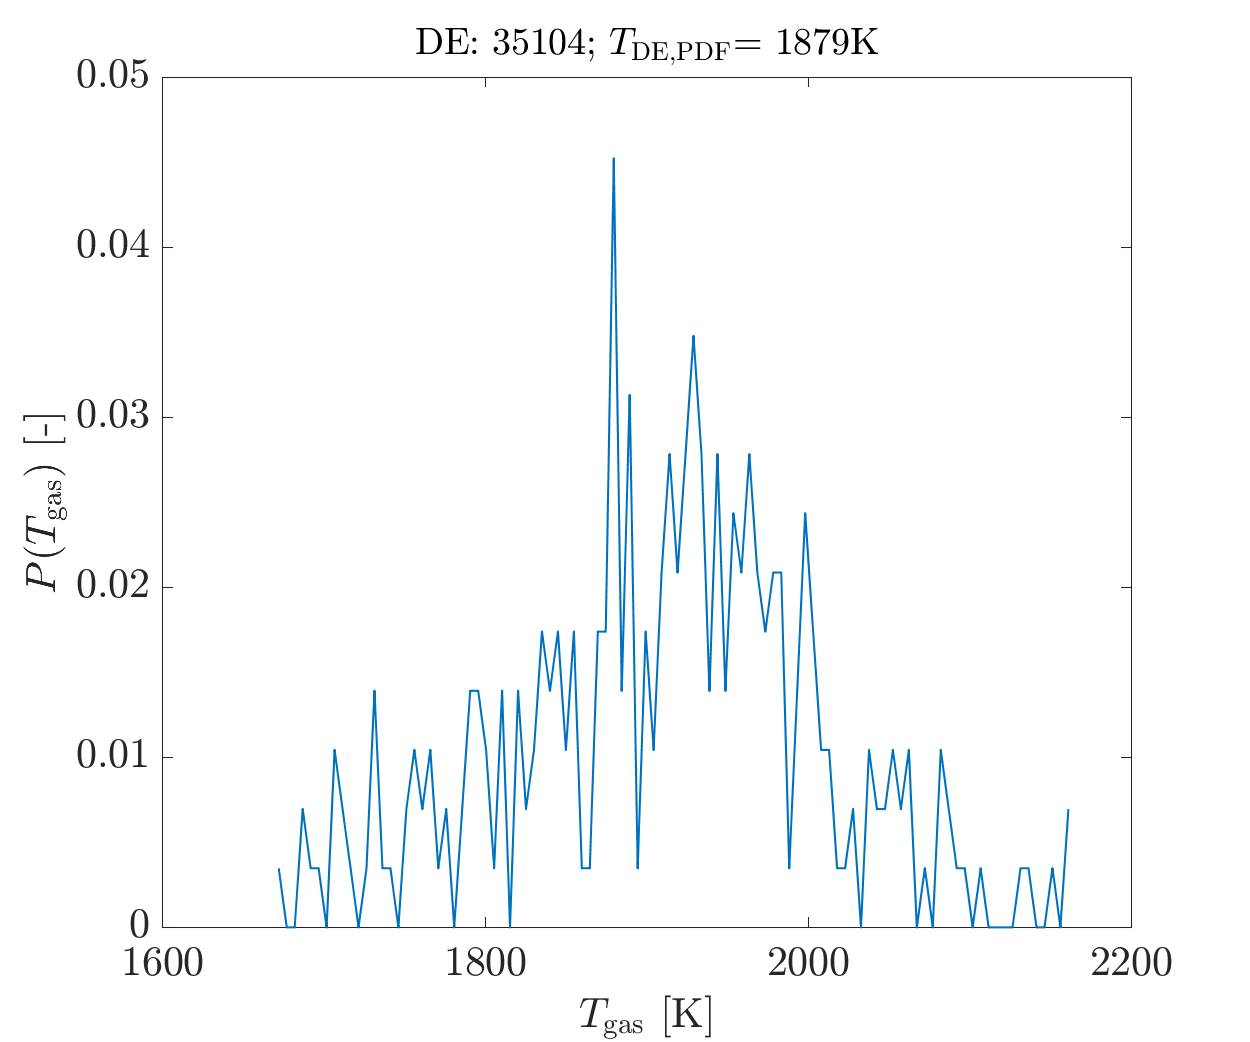 DE: 35104; T_DE,PDF= 1879K
0.05
0.04
0.03
0.02
0.01
0
P(T_gas) [-]
1600 1800 2000 2200
T_gas [K]